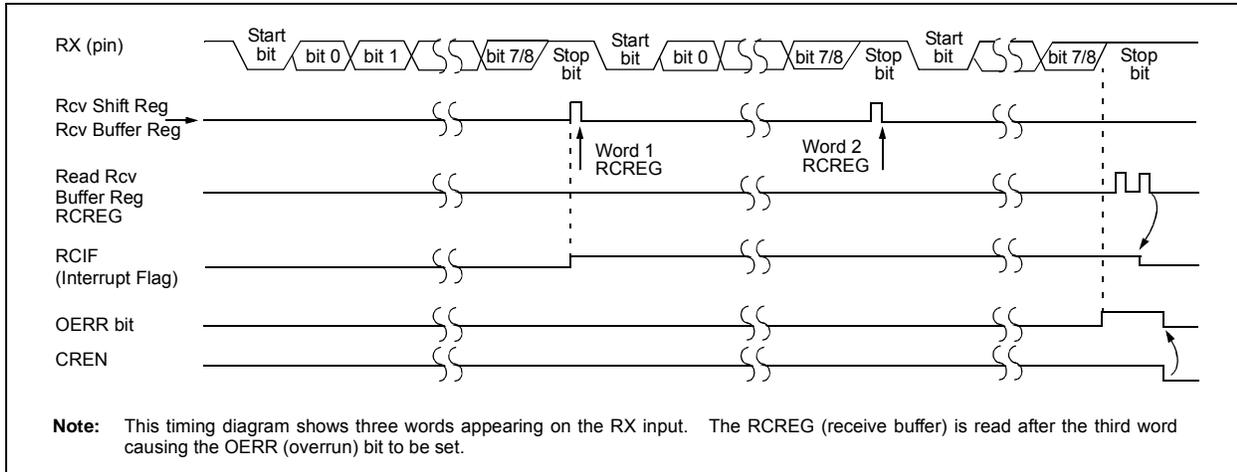 RX (pin)
Start
bit
bit 0
bit 1
bit 7/8
Stop
bit
Start
bit
bit 0
bit 7/8
Stop
bit
Start
bit
bit 7/8
Stop
bit
Rcv Shift Reg
Rcv Buffer Reg
Word 1
RCREG
Word 2
RCREG
Read Rcv
Buffer Reg
RCREG
RCIF
(Interrupt Flag)
OERR bit
CREN
Note: This timing diagram shows three words appearing on the RX input. The RCREG (receive buffer) is read after the third word
causing the OERR (overrun) bit to be set.